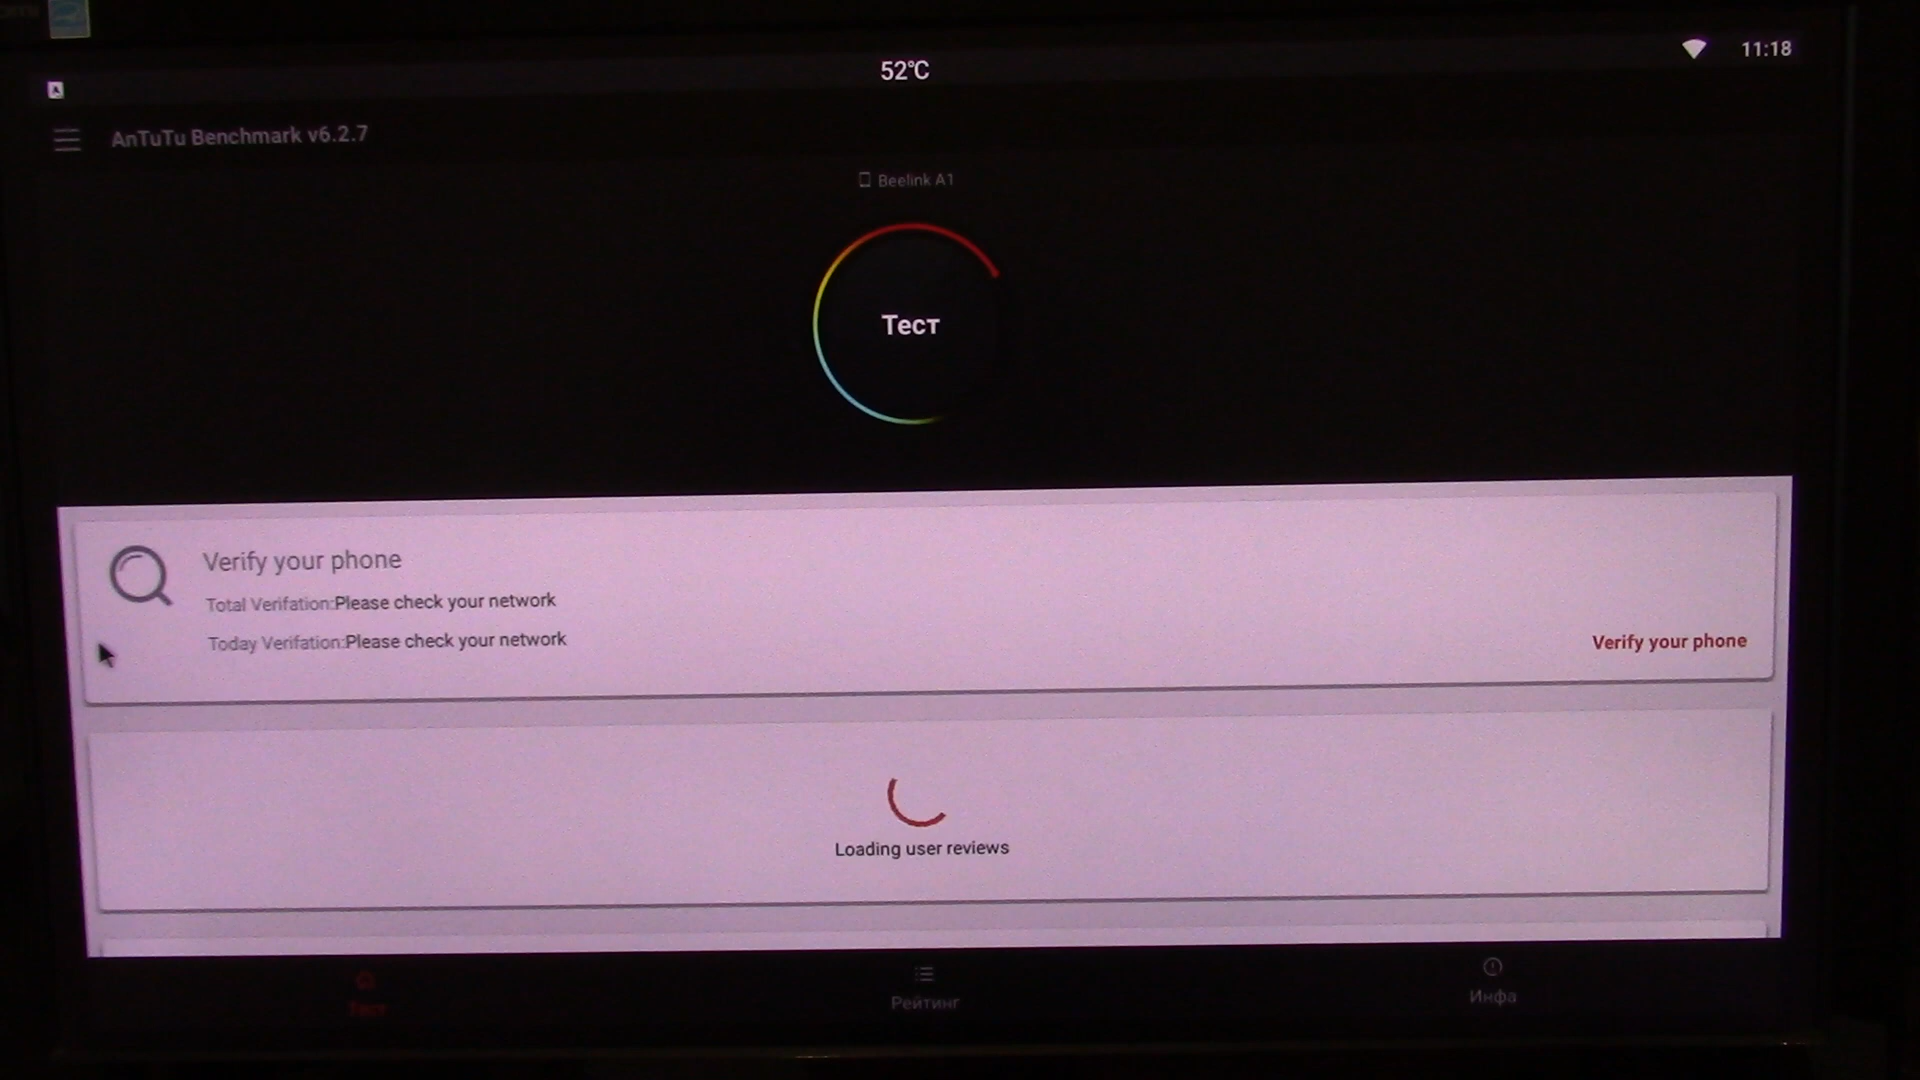 52℃
11:18
AnTuTu Benchmark v6.2.7
Beelink A1
Тест
Verify your phone
Total Verifation:Please check your network
Today Verifation:Please check your network
Verify your phone
Loading user reviews
Тест
Рейтинг
Инфа